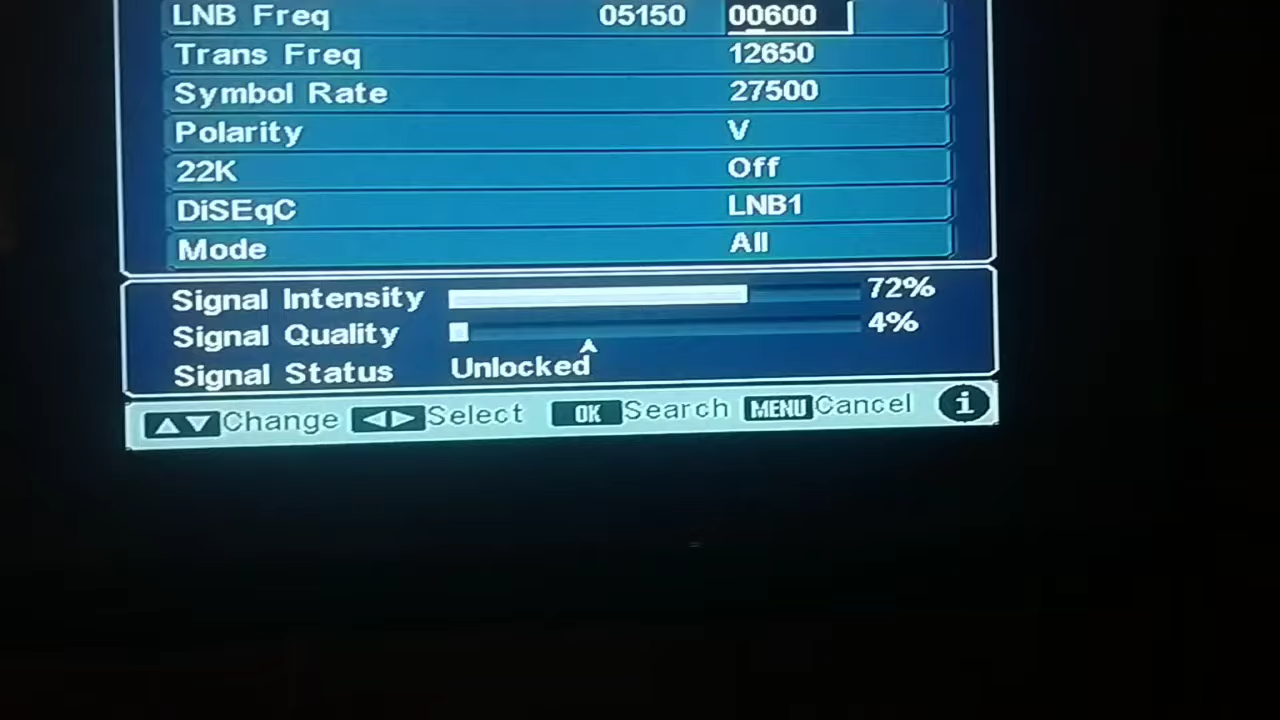 LNB Freq 05150 00600
Trans Freq 12650
Symbol Rate 27500
Polarity V
22K Off
DiSEqC LNB1
Mode All
Signal Intensity 72%
Signal Quality 4%
Signal Status Unlocked
Change Select OK Search MENU Cancel i